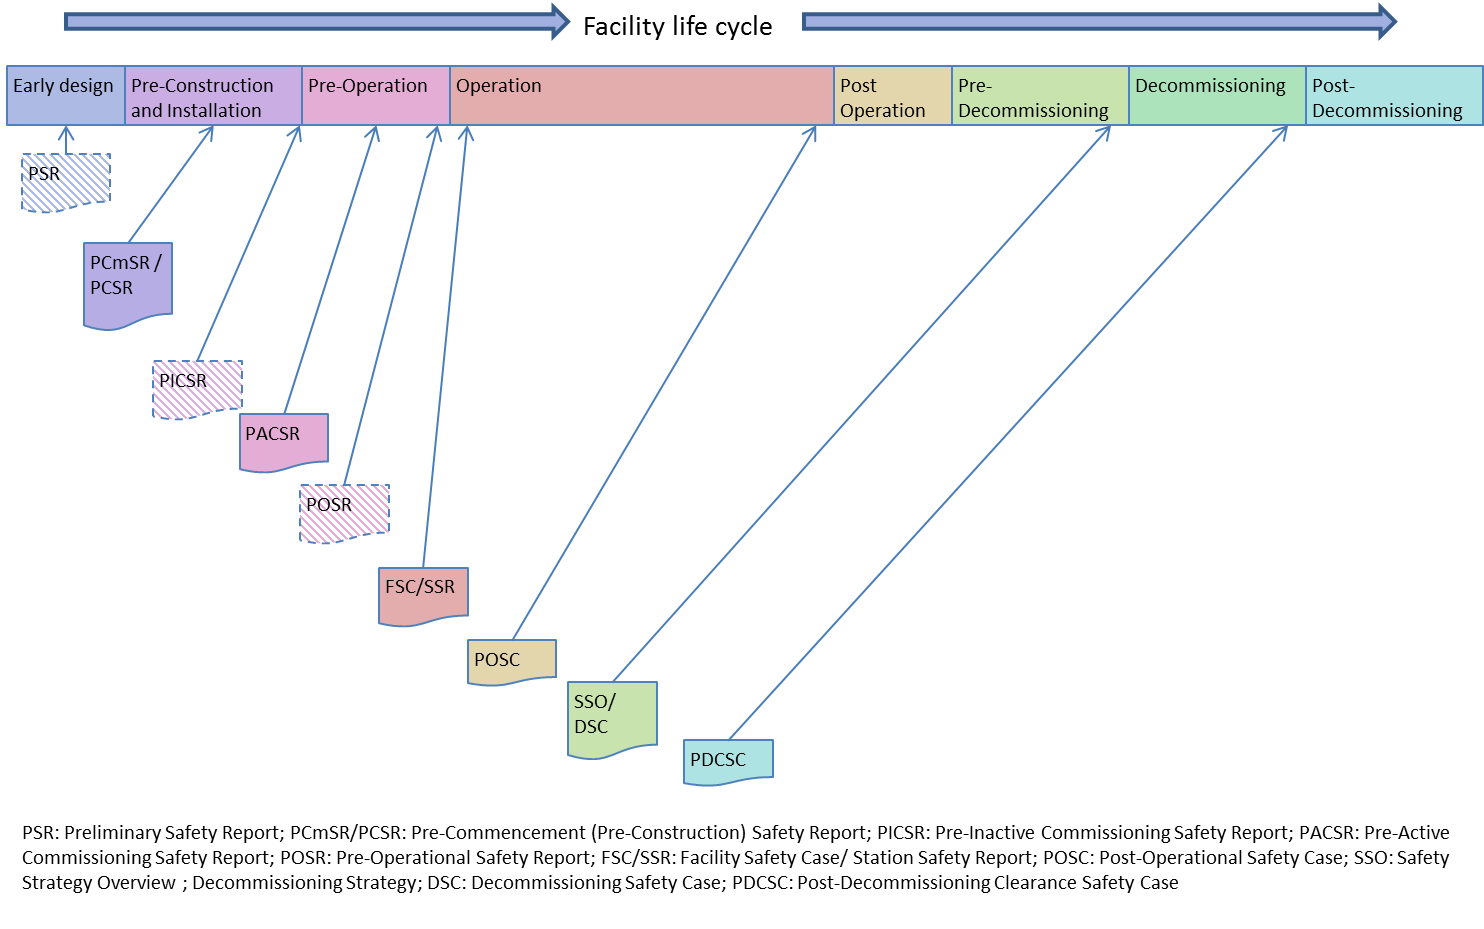 Facility life cycle
Early design
Pre-Construction
and Installation
Pre-Operation
Operation
Post
Operation
Pre-
Decommissioning
Decommissioning
Post-
Decommissioning
PSR
PCmSR /
PCSR
PICSR
PACSR
POSR
FSC/SSR
POSC
SSO/
DSC
PDCSC
PSR: Preliminary Safety Report; PCmSR/PCSR: Pre-Commencement (Pre-Construction) Safety Report; PICSR: Pre-Inactive Commissioning Safety Report; PACSR: Pre-Active
Commissioning Safety Report; POSR: Pre-Operational Safety Report; FSC/SSR: Facility Safety Case/ Station Safety Report; POSC: Post-Operational Safety Case; SSO: Safety
Strategy Overview ; Decommissioning Strategy; DSC: Decommissioning Safety Case; PDCSC: Post-Decommissioning Clearance Safety Case